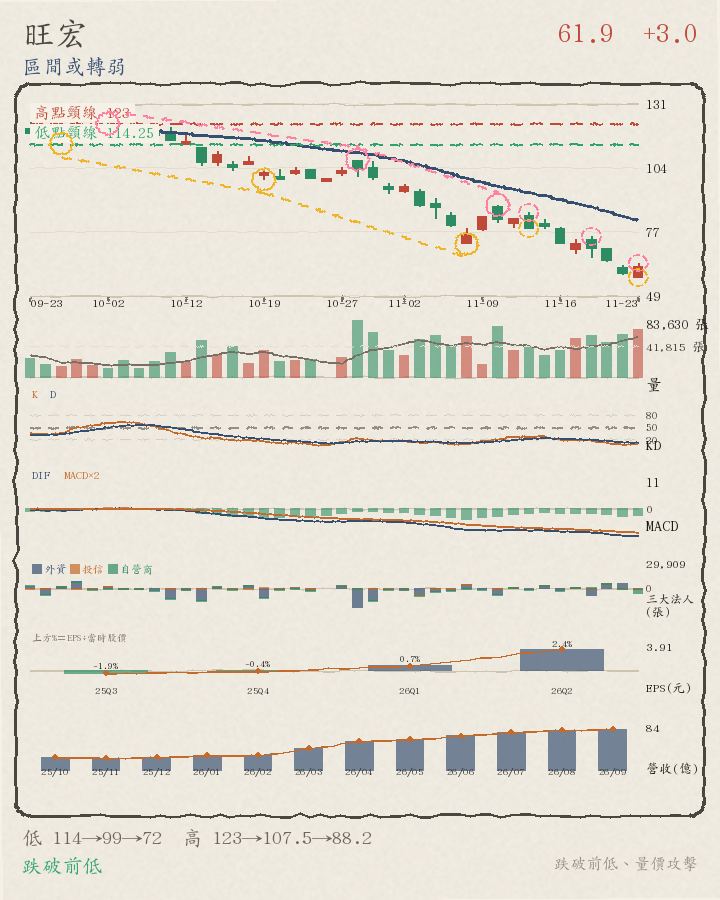 旺宏
61.9 +3.0
區間或轉弱
高點頸線 123
低點頸線 114.25
131
104
77
49
09-23 10-02 10-12 10-19 10-27 11-02 11-09 11-16 11-23
83,630 張
41,815 張
量
K D
80
50
20
KD
DIF MACD×2
11
0
MACD
外資 投信 自營商
29,909
0
三大法人
(張)
上方%=EPS÷當時股價
3.91
-1.9% -0.4% 0.7% 2.4%
25Q3 25Q4 26Q1 26Q2
EPS(元)
84
25/10 25/11 25/12 26/01 26/02 26/03 26/04 26/05 26/06 26/07 26/08 26/09
營收(億)
低 114→99→72 高 123→107.5→88.2
跌破前低
跌破前低、量價攻擊